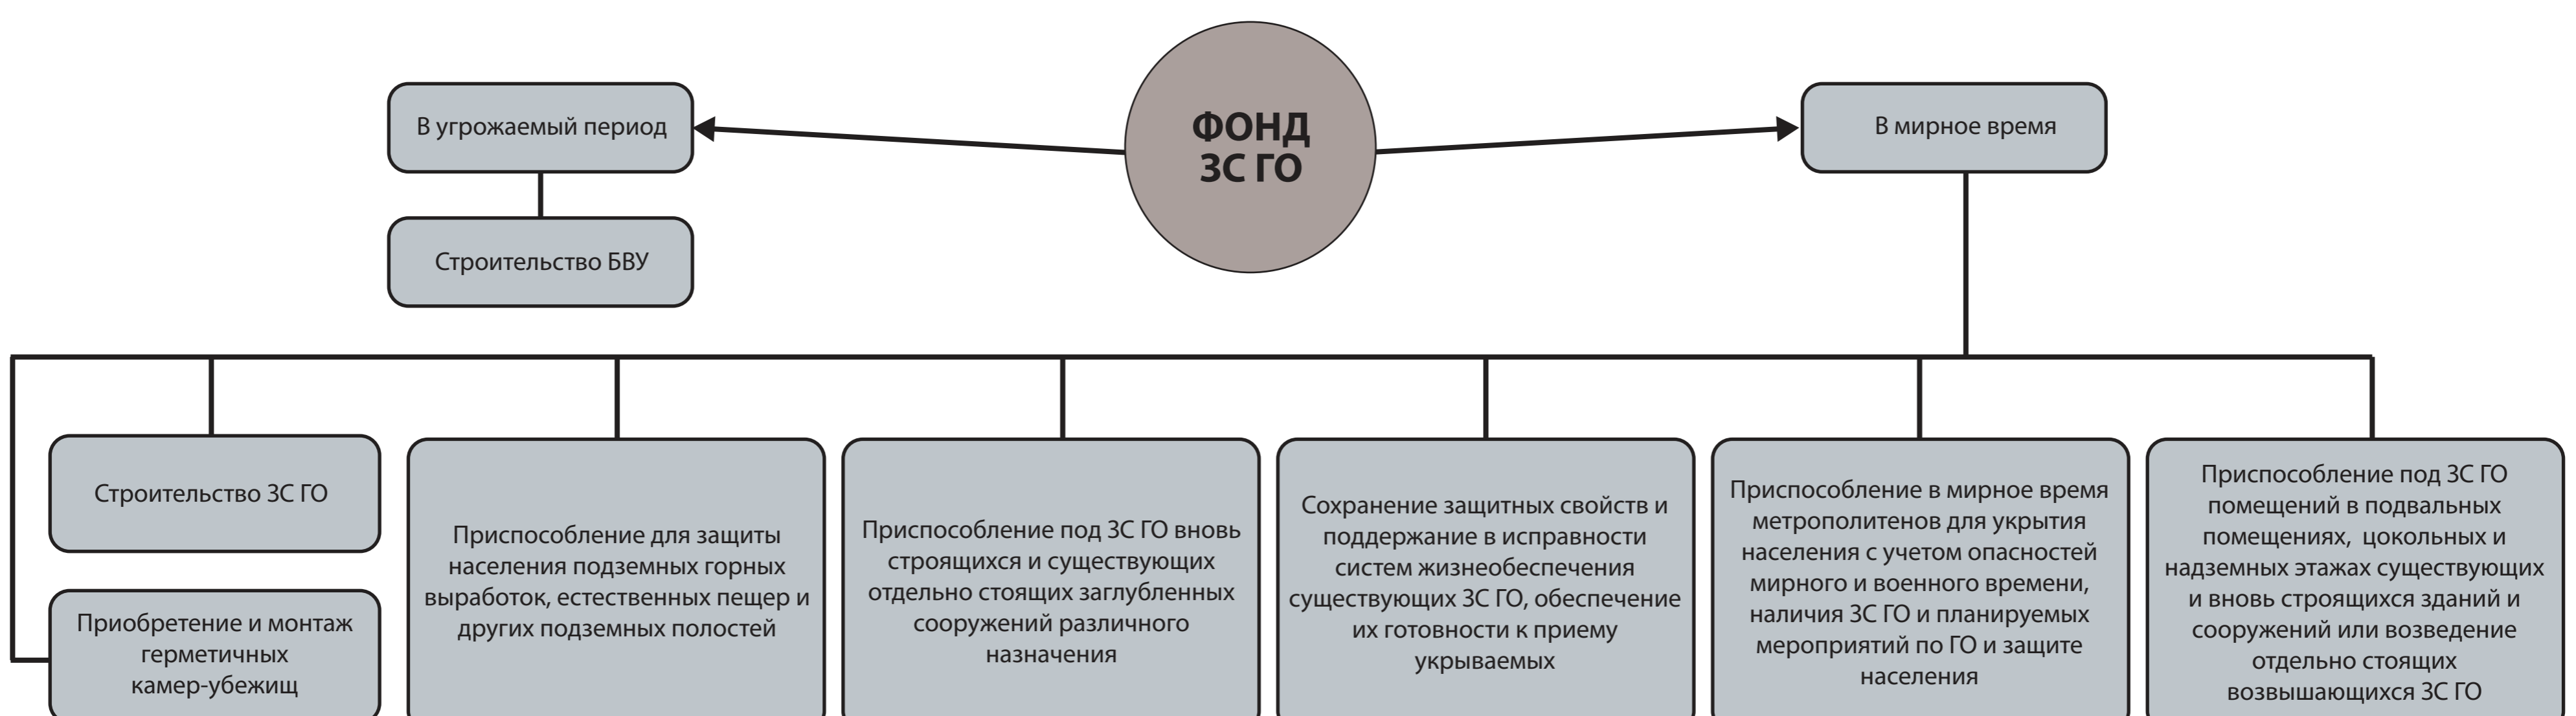 ФОНД
ЗС ГО
В угрожаемый период
Строительство БВУ
В мирное время
Строительство ЗС ГО
Приобретение и монтаж
герметичных
камер-убежищ
Приспособление для защиты
населения подземных горных
выработок, естественных пещер и
других подземных полостей
Приспособление под ЗС ГО вновь
строящихся и существующих
отдельно стоящих заглубленных
сооружений различного
назначения
Сохранение защитных свойств и
поддержание в исправности
систем жизнеобеспечения
существующих ЗС ГО, обеспечение
их готовности к приему
укрываемых
Приспособление в мирное время
метрополитенов для укрытия
населения с учетом опасностей
мирного и военного времени,
наличия ЗС ГО и планируемых
мероприятий по ГО и защите
населения
Приспособление под ЗС ГО
помещений в подвальных
помещениях, цокольных и
надземных этажах существующих
и вновь строящихся зданий и
сооружений или возведение
отдельно стоящих
возвышающихся ЗС ГО